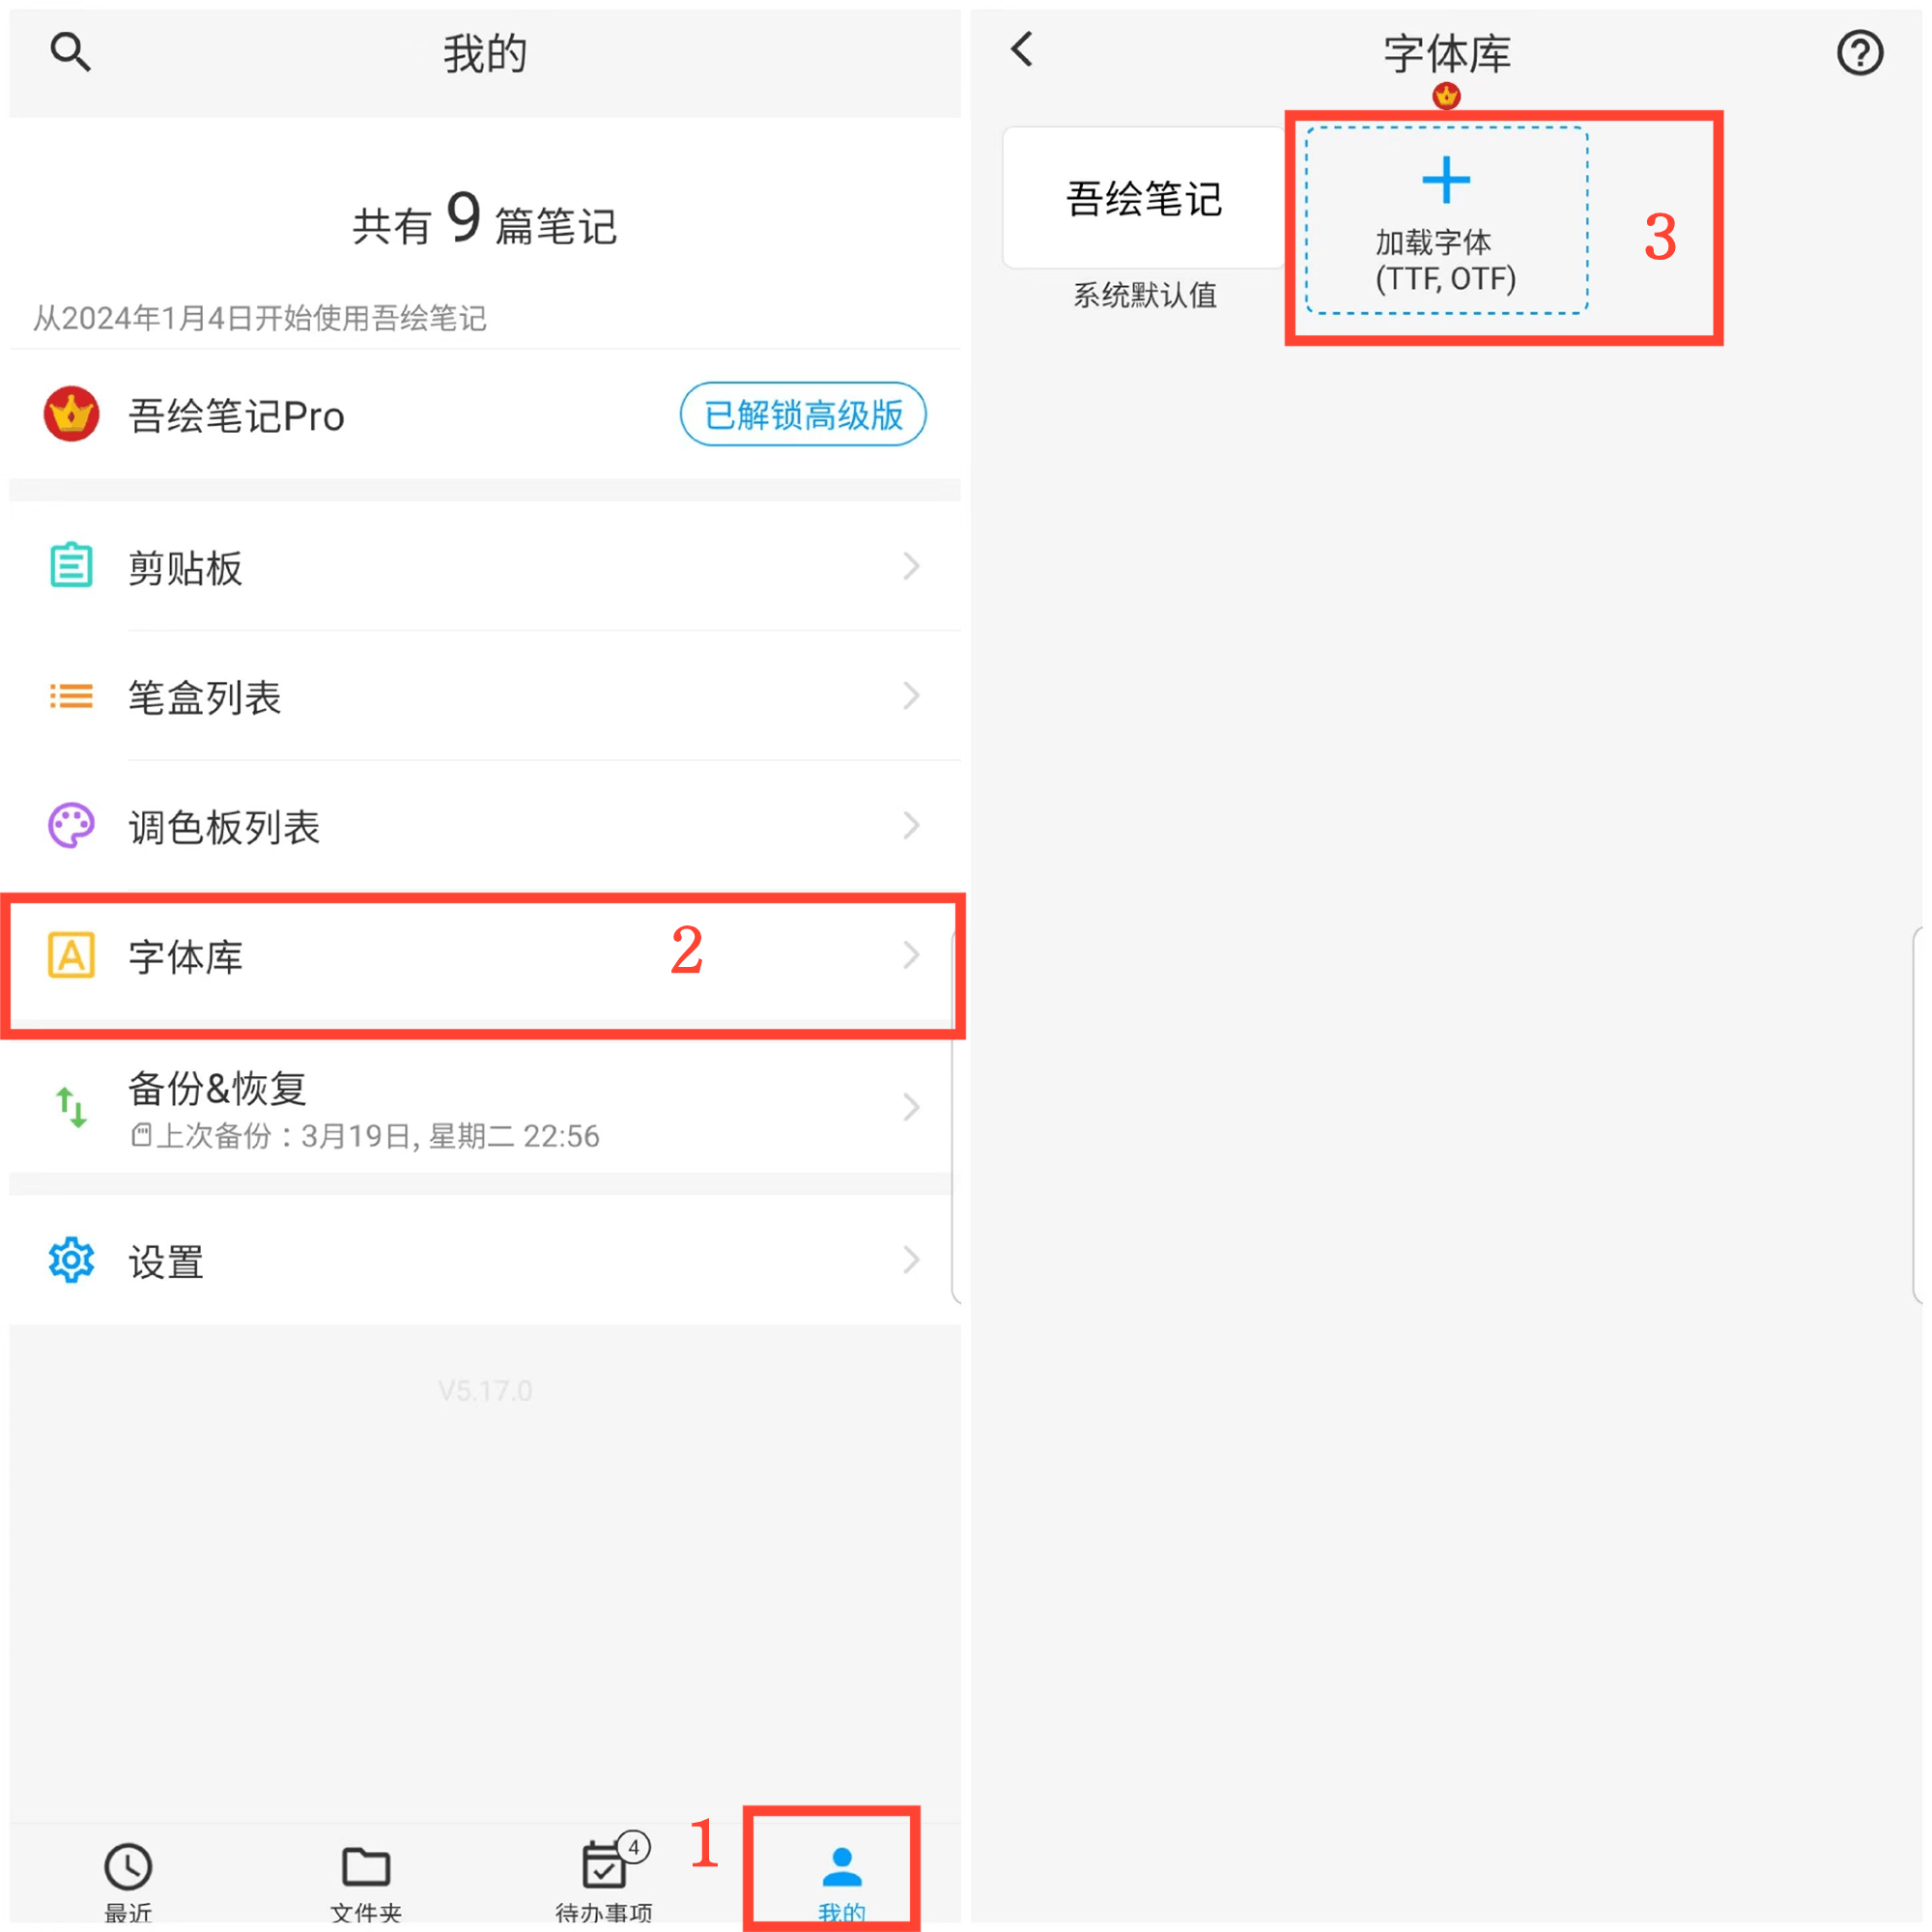 我的
共有 9 篇笔记
从2024年1月4日开始使用吾绘笔记
吾绘笔记Pro
已解锁高级版
剪贴板
笔盒列表
调色板列表
A 字体库
2
备份&恢复
上次备份：3月19日, 星期二 22:56
设置
V5.17.0
1
4
最近
文件夹
待办事项
我的
字体库
吾绘笔记
系统默认值
加载字体
(TTF, OTF)
3